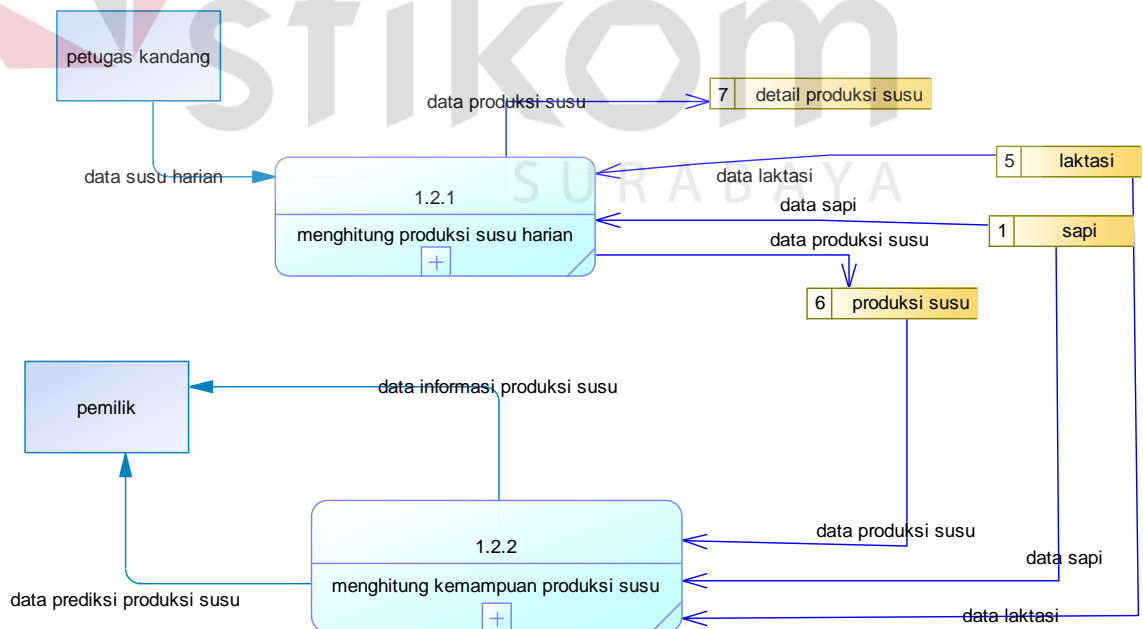 STIKOM
SURABAYA
petugas kandang
data produksi susu
7 detail produksi susu
data susu harian
data laktasi
5 laktasi
1.2.1
menghitung produksi susu harian
data sapi
1 sapi
data produksi susu
6 produksi susu
pemilik
data informasi produksi susu
1.2.2
menghitung kemampuan produksi susu
data produksi susu
data sapi
data prediksi produksi susu
data laktasi